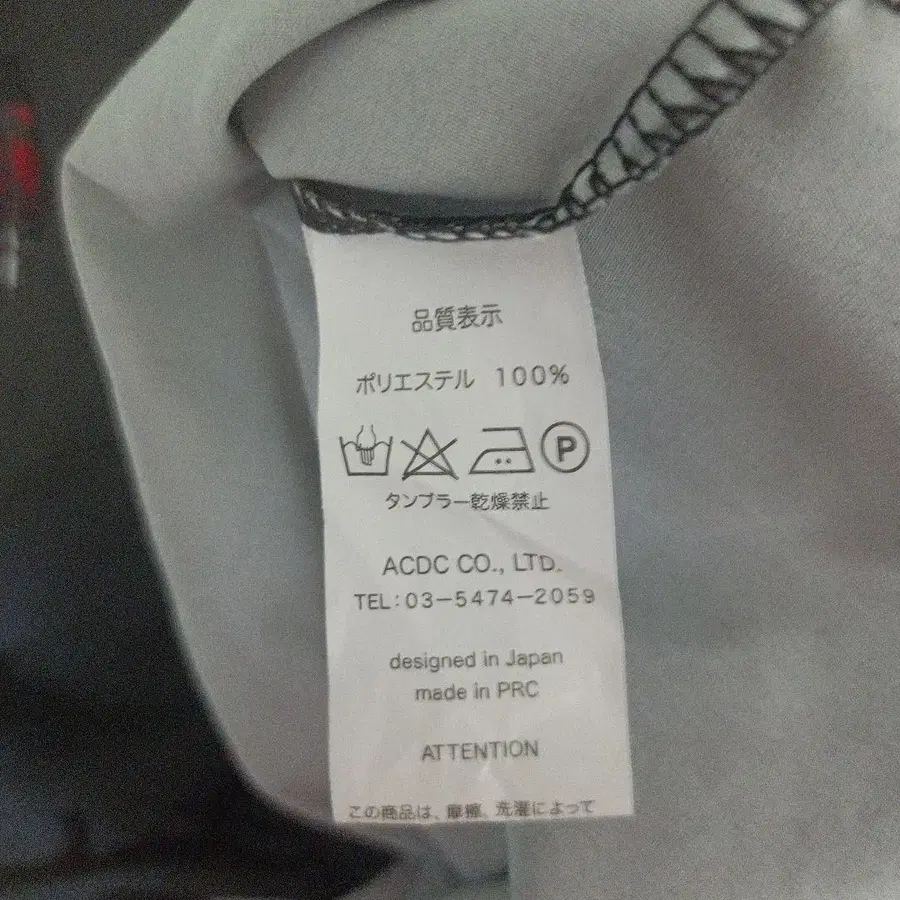 品質表示
ポリエステル 100%
P
タンブラー乾燥禁止
ACDC CO., LTD.
TEL:03-5474-2059
designed in Japan
made in PRC
ATTENTION
この商品は、摩擦、洗濯によって